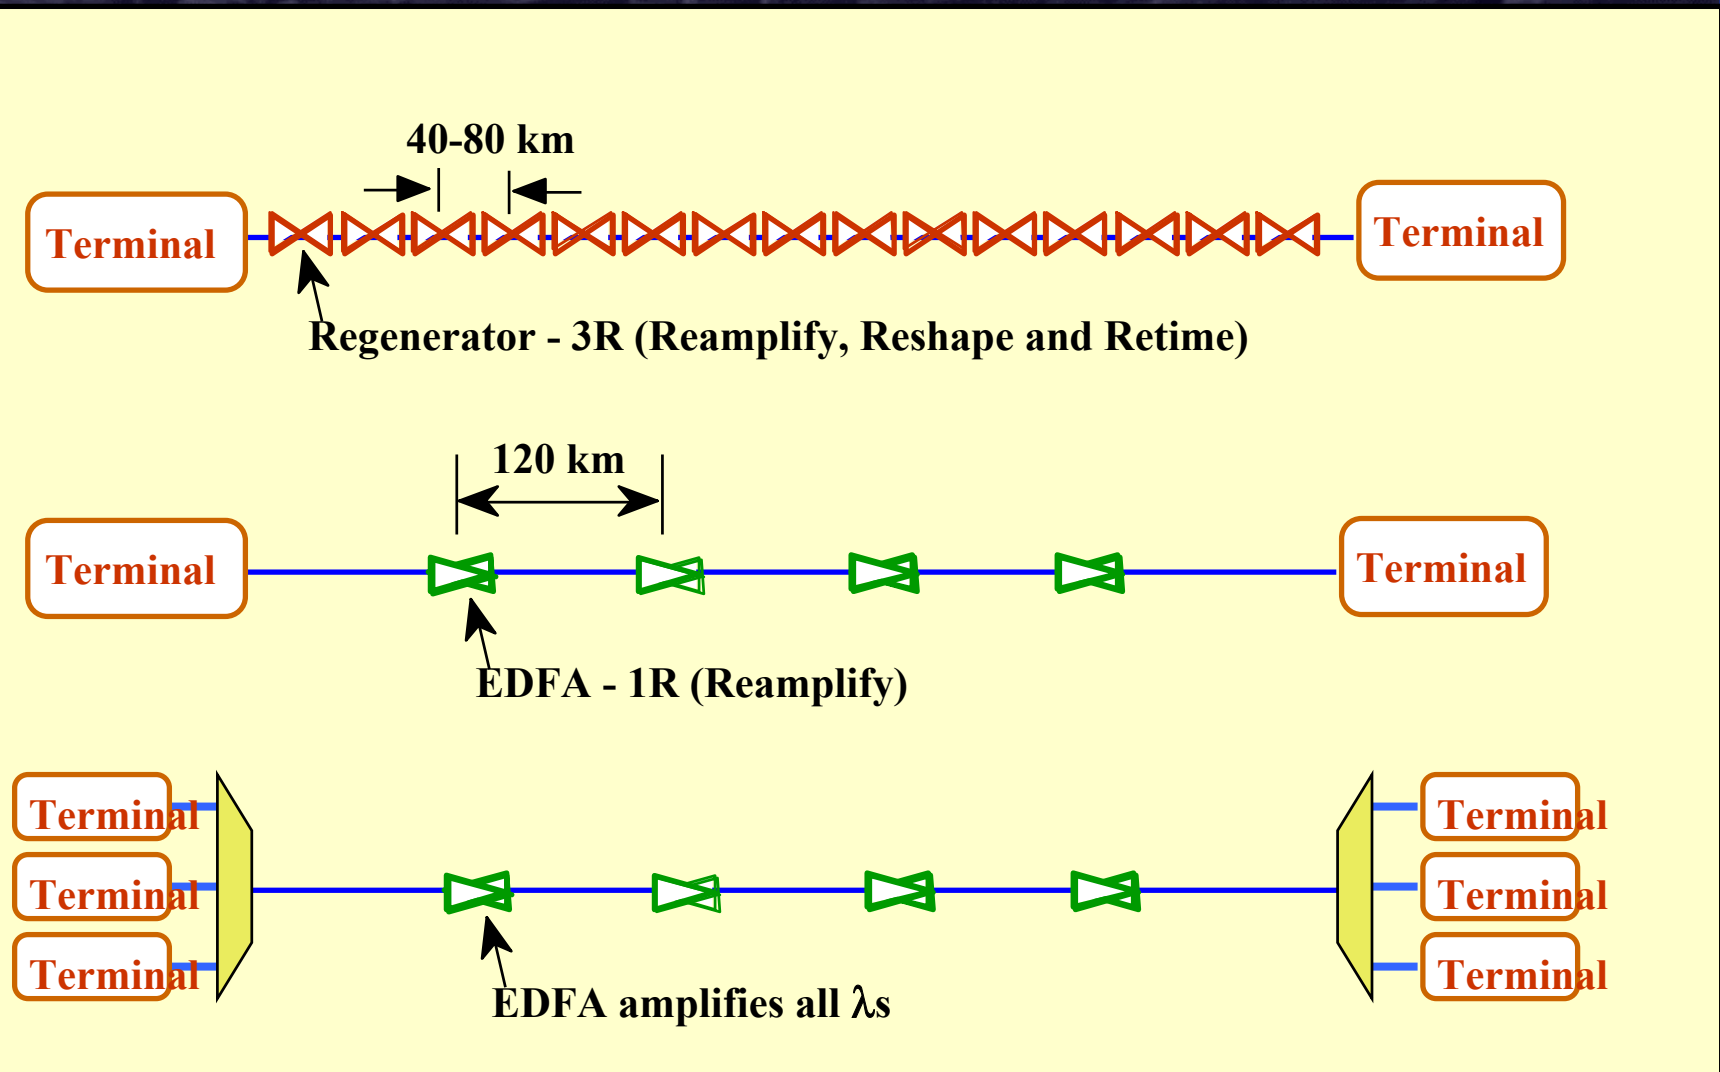 40-80 km
Terminal
Terminal
Regenerator - 3R (Reamplify, Reshape and Retime)
120 km
Terminal
Terminal
EDFA - 1R (Reamplify)
Terminal
Terminal
Terminal
Terminal
Terminal
Terminal
EDFA amplifies all λs